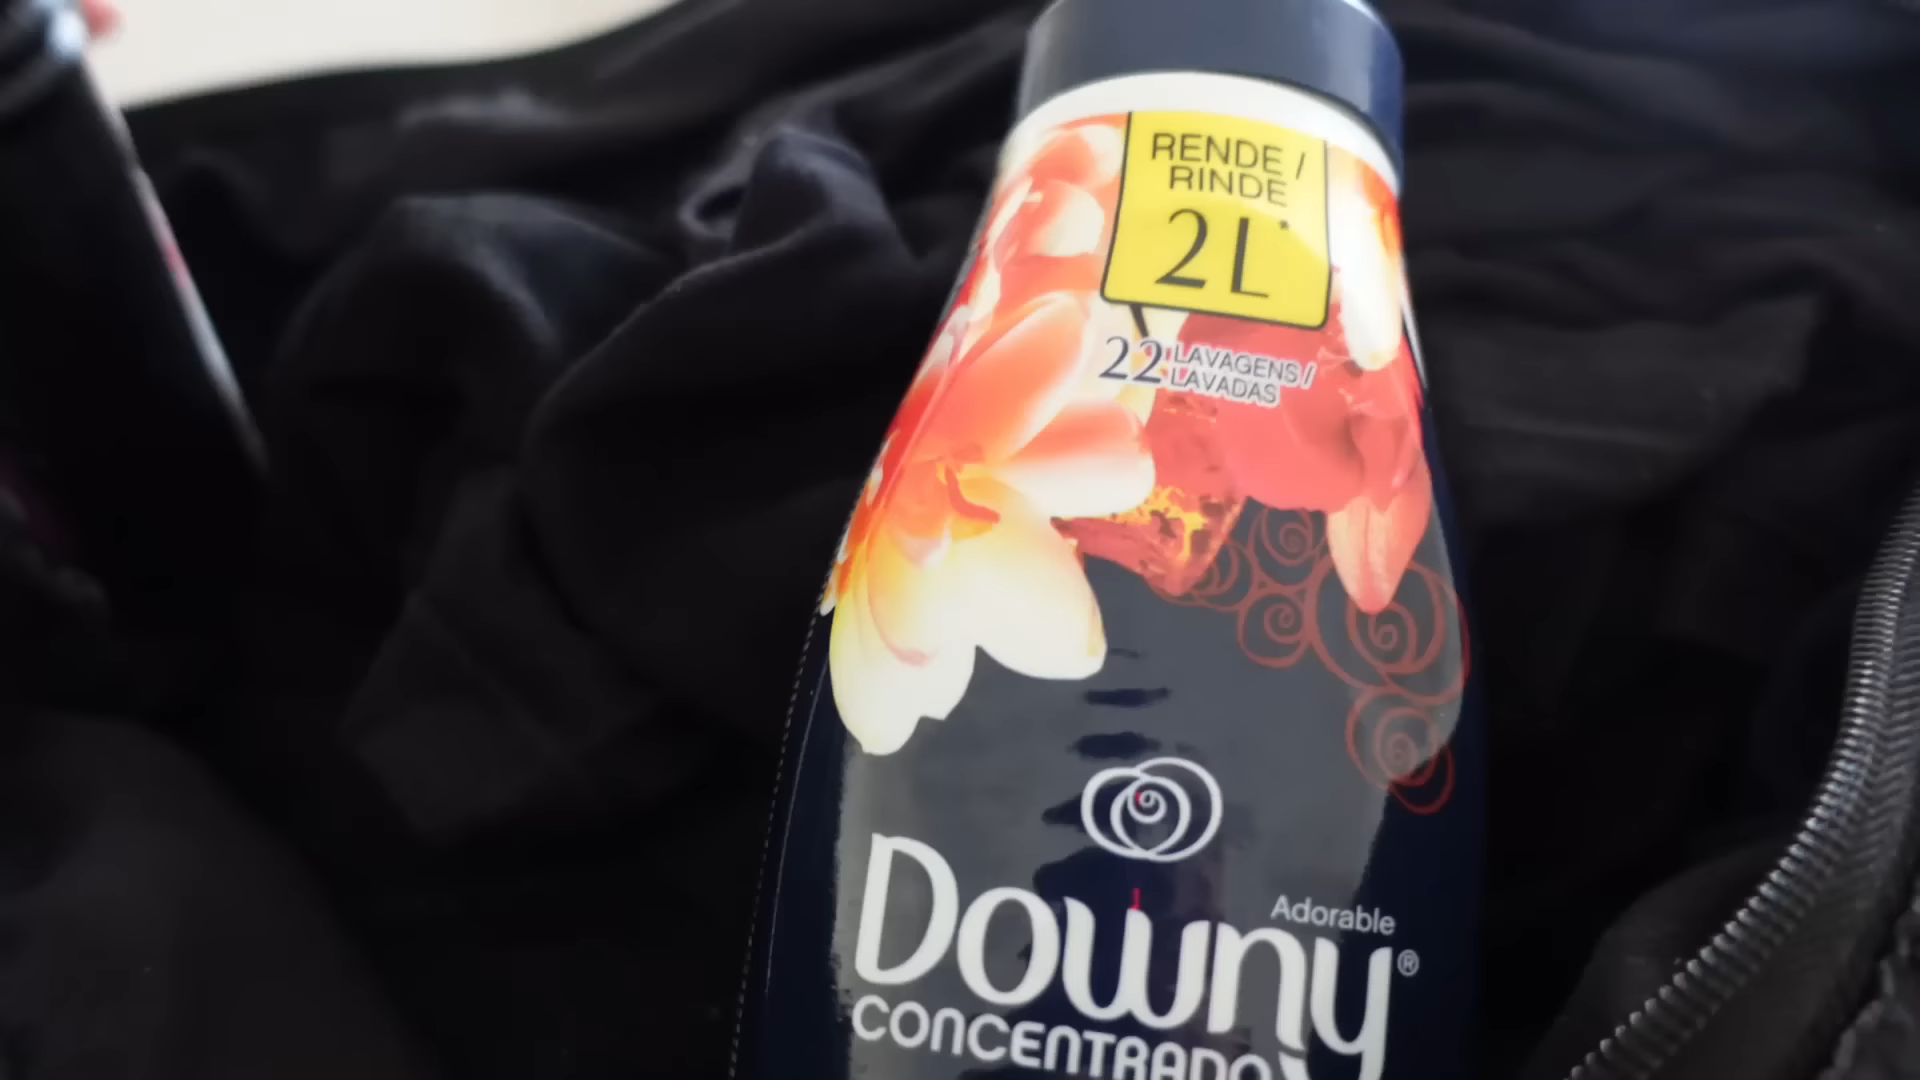 RENDE /
RINDE
2L*
22 LAVAGENS /
LAVADAS
Adorable
Downy®
CONCENTRADO